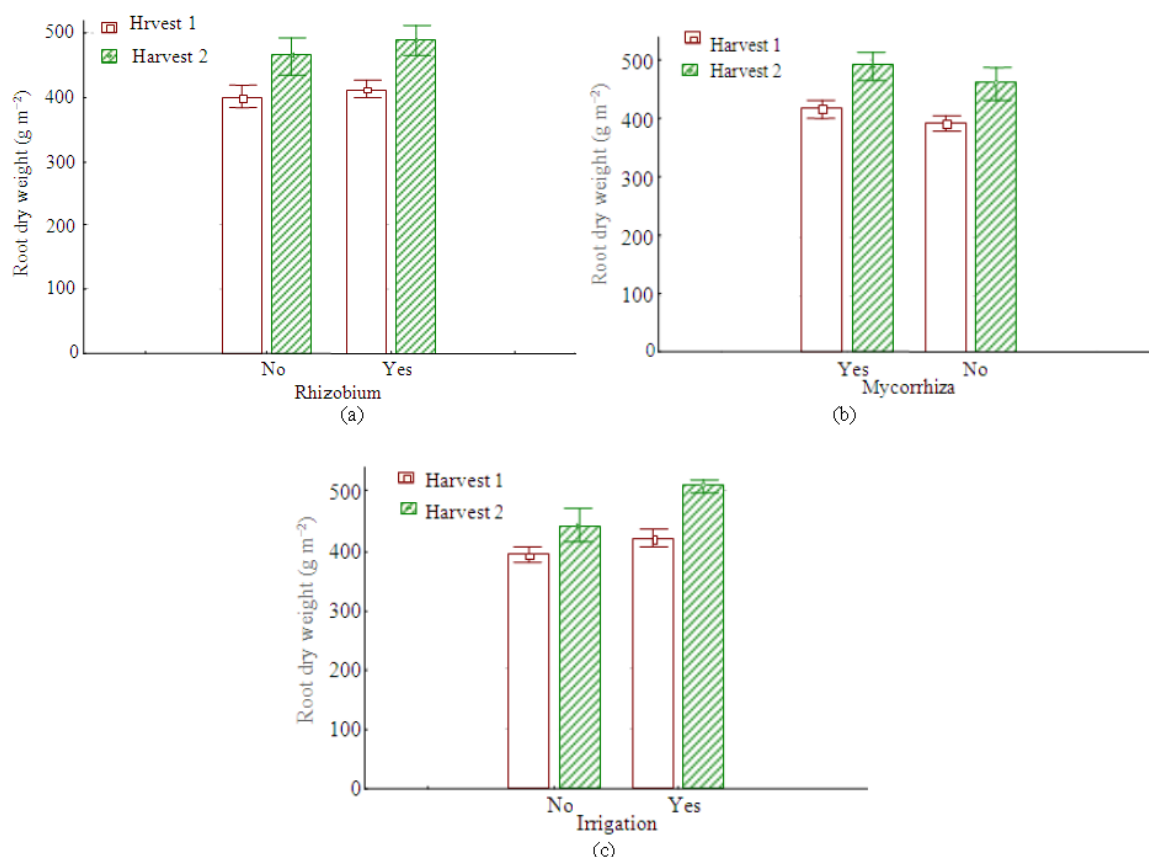 Hrvest 1
Harvest 2
Root dry weight (g m⁻²)
500
400
300
200
100
0
No Yes
Rhizobium
(a)
Harvest 1
Harvest 2
Root dry weight (g m⁻²)
500
400
300
200
100
0
Yes No
Mycorrhiza
(b)
Harvest 1
Harvest 2
Root dry weight (g m⁻²)
500
400
300
200
100
0
No Yes
Irrigation
(c)